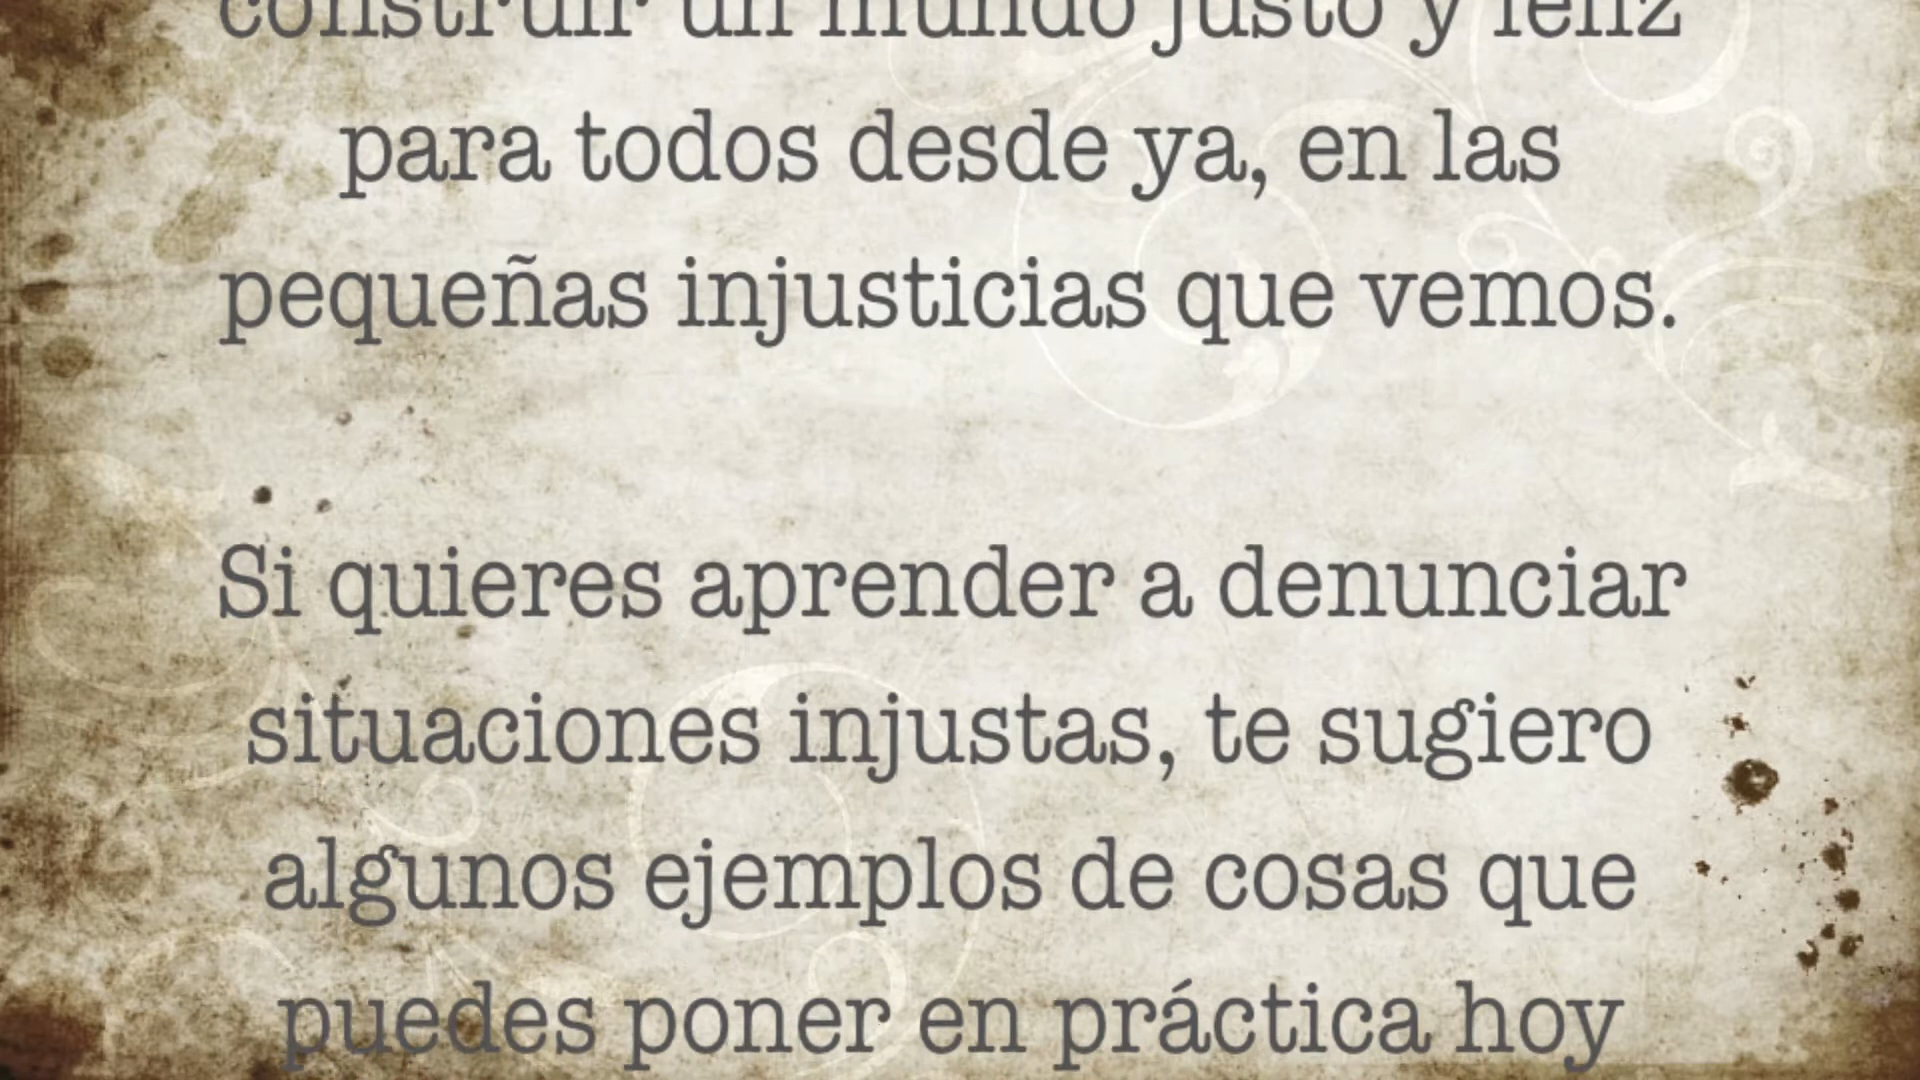 construir un mundo justo y feliz
para todos desde ya, en las
pequeñas injusticias que vemos.
Si quieres aprender a denunciar
situaciones injustas, te sugiero
algunos ejemplos de cosas que
puedes poner en práctica hoy